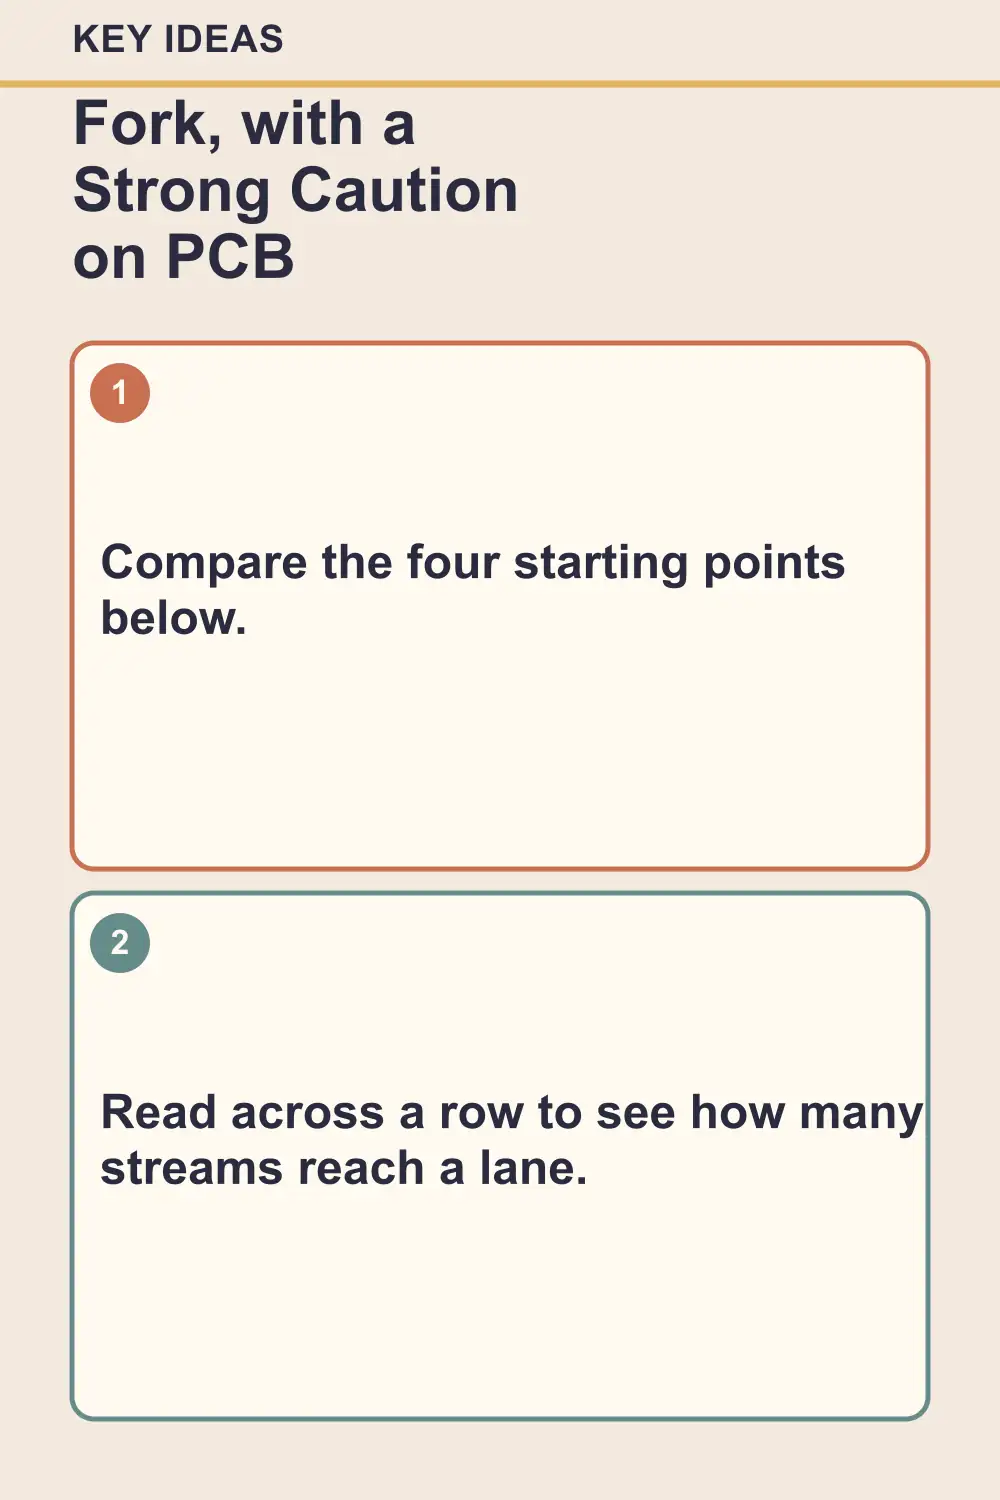 KEY IDEAS
Fork, with a
Strong Caution
on PCB
1
Compare the four starting points
below.
2
Read across a row to see how many
streams reach a lane.